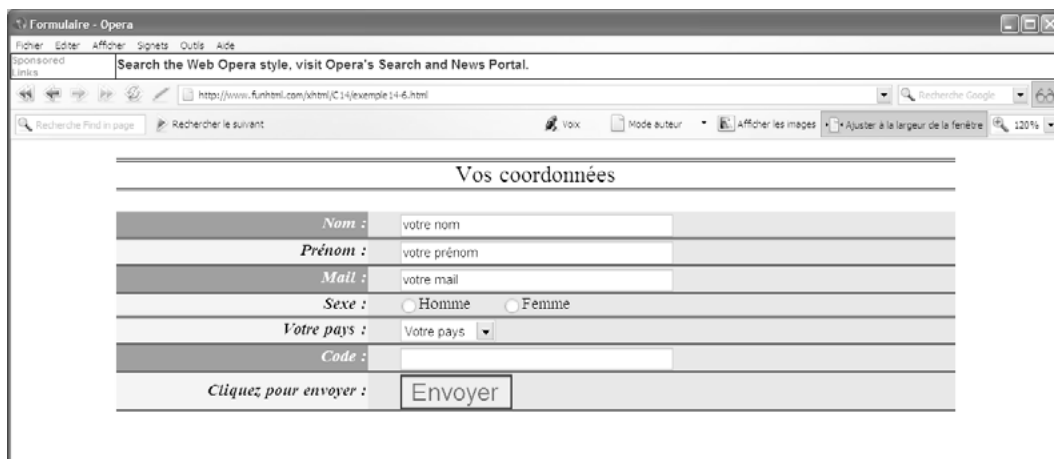 Formulaire - Opera
Fichier Editer Afficher Signets Outils Aide
Sponsored Links
Search the Web Opera style, visit Opera's Search and News Portal.
http://www.funhtml.com/xhtml/C14/exemple14-6.html Recherche Google
Recherche Find in page Rechercher le suivant Voix Mode auteur Afficher les images Ajuster à la largeur de la fenêtre 120%
Vos coordonnées
Nom : votre nom
Prénom : votre prénom
Mail : votre mail
Sexe : Homme Femme
Votre pays : Votre pays
Code :
Cliquez pour envoyer : Envoyer